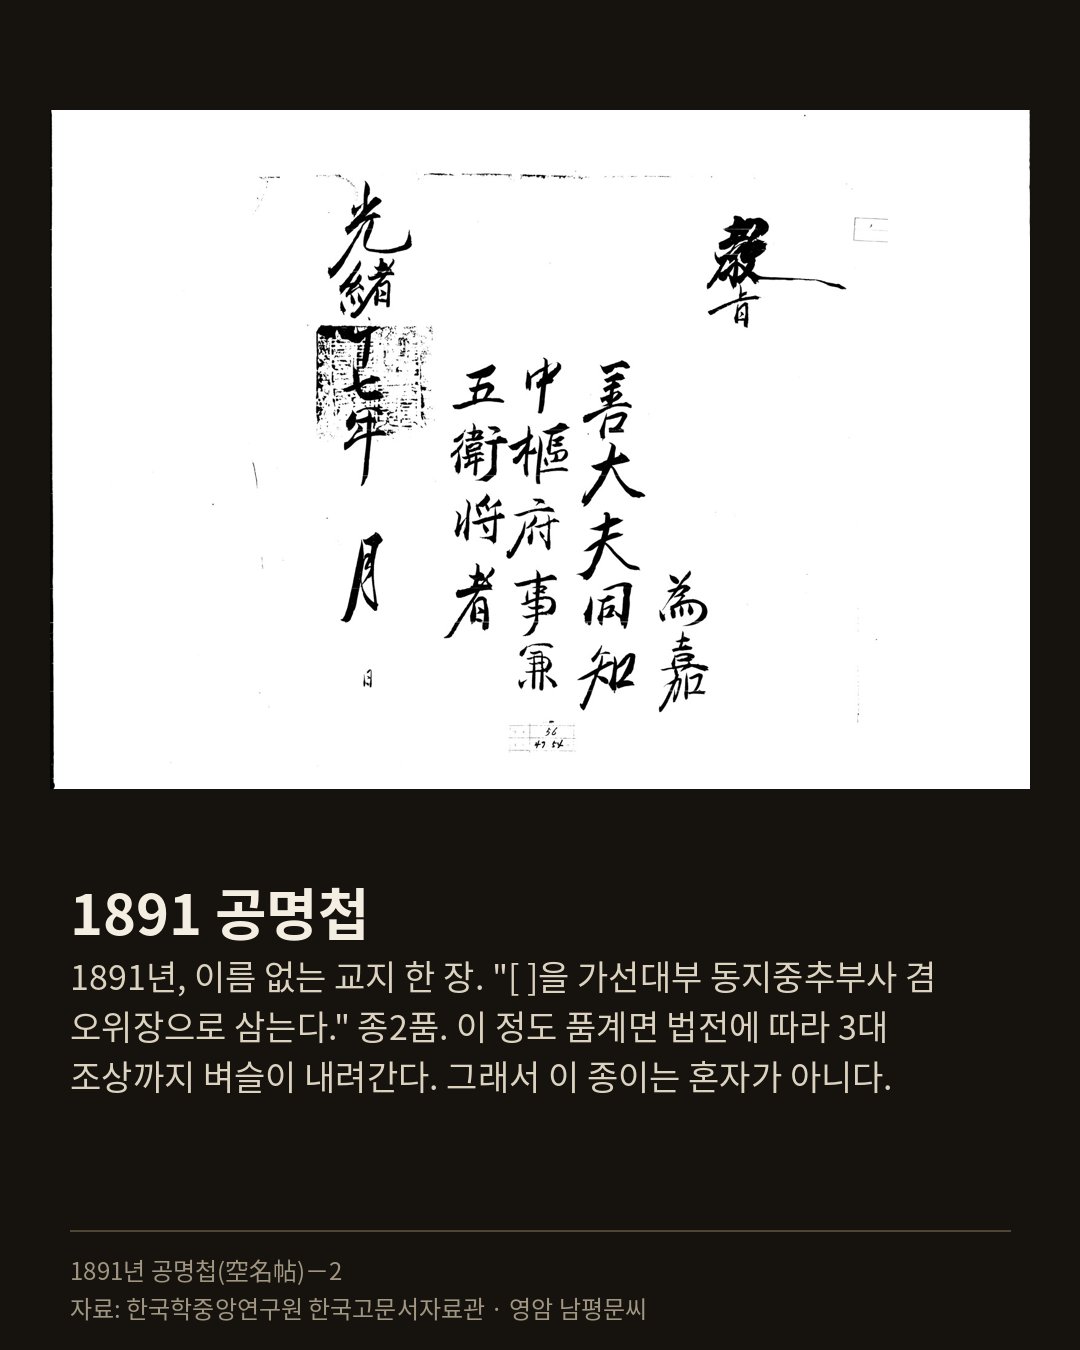 敎旨
為嘉
善大夫同知
中樞府事兼
五衛將者
光緖十七年 月 日
56
47 54
1891 공명첩
1891년, 이름 없는 교지 한 장. "[ ]을 가선대부 동지중추부사 겸
오위장으로 삼는다." 종2품. 이 정도 품계면 법전에 따라 3대
조상까지 벼슬이 내려간다. 그래서 이 종이는 혼자가 아니다.
1891년 공명첩(空名帖)－2
자료: 한국학중앙연구원 한국고문서자료관 · 영암 남평문씨